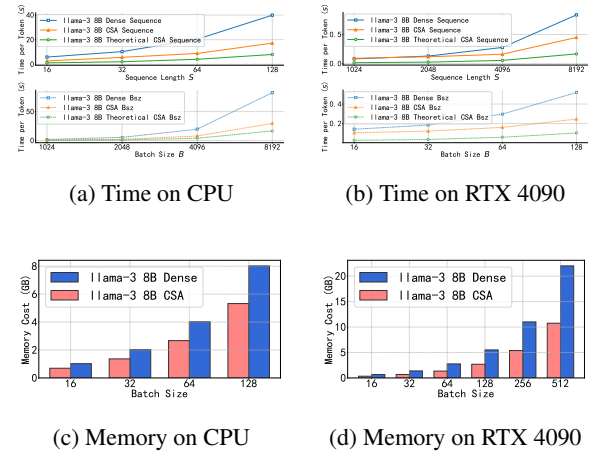 Time per Token (S)
40
20
0
llama-3 8B Dense Sequence
llama-3 8B CSA Sequence
llama-3 8B Theoretical CSA Sequence
16 32 64 128
Sequence Length S
Time per Token (S)
50
0
llama-3 8B Dense Bsz
llama-3 8B CSA Bsz
llama-3 8B Theoretical CSA Bsz
1024 2048 4096 8192
Batch Size B
(a) Time on CPU
Time per Token (S)
0.5
0.0
llama-3 8B Dense Sequence
llama-3 8B CSA Sequence
llama-3 8B Theoretical CSA Sequence
1024 2048 4096 8192
Sequence Length S
Time per Token (S)
0.4
0.2
llama-3 8B Dense Bsz
llama-3 8B CSA Bsz
llama-3 8B Theoretical CSA Bsz
16 32 64 128
Batch Size B
(b) Time on RTX 4090
Memory Cost (GB)
8
6
4
2
0
llama-3 8B Dense
llama-3 8B CSA
16 32 64 128
Batch Size
(c) Memory on CPU
Memory Cost (GB)
20
15
10
5
0
llama-3 8B Dense
llama-3 8B CSA
16 32 64 128 256 512
Batch Size
(d) Memory on RTX 4090